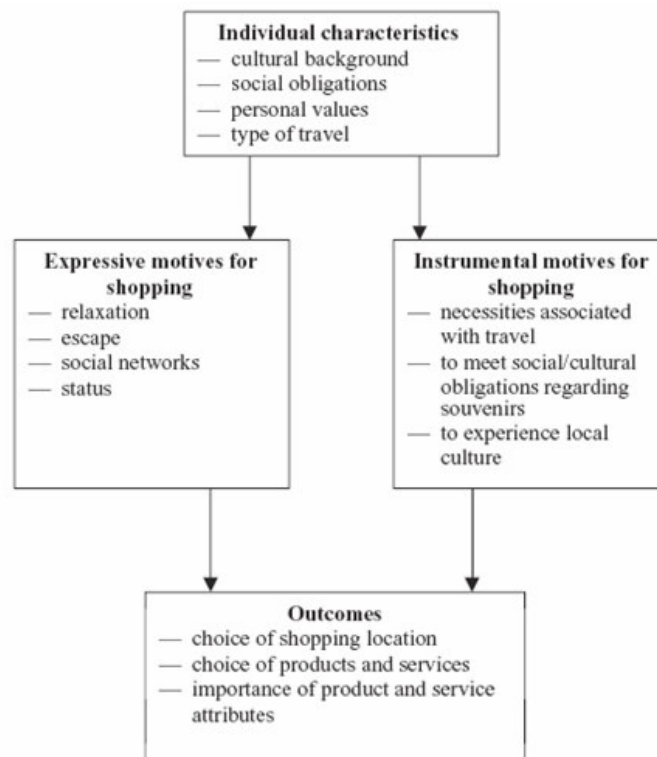 Individual characteristics
— cultural background
— social obligations
— personal values
— type of travel
Expressive motives for
shopping
— relaxation
— escape
— social networks
— status
Instrumental motives for
shopping
— necessities associated
with travel
— to meet social/cultural
obligations regarding
souvenirs
— to experience local
culture
Outcomes
— choice of shopping location
— choice of products and services
— importance of product and service
attributes